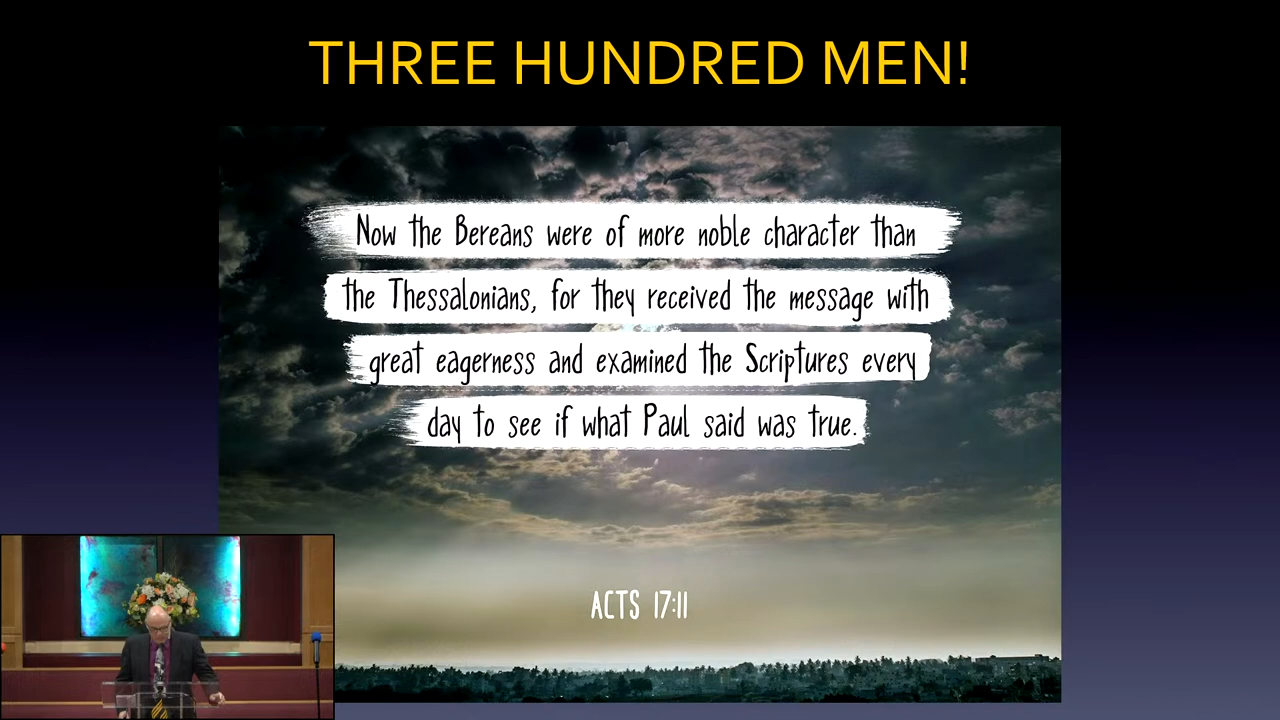 THREE HUNDRED MEN!
Now the Bereans were of more noble character than
the Thessalonians, for they received the message with
great eagerness and examined the Scriptures every
day to see if what Paul said was true.
ACTS 17:11